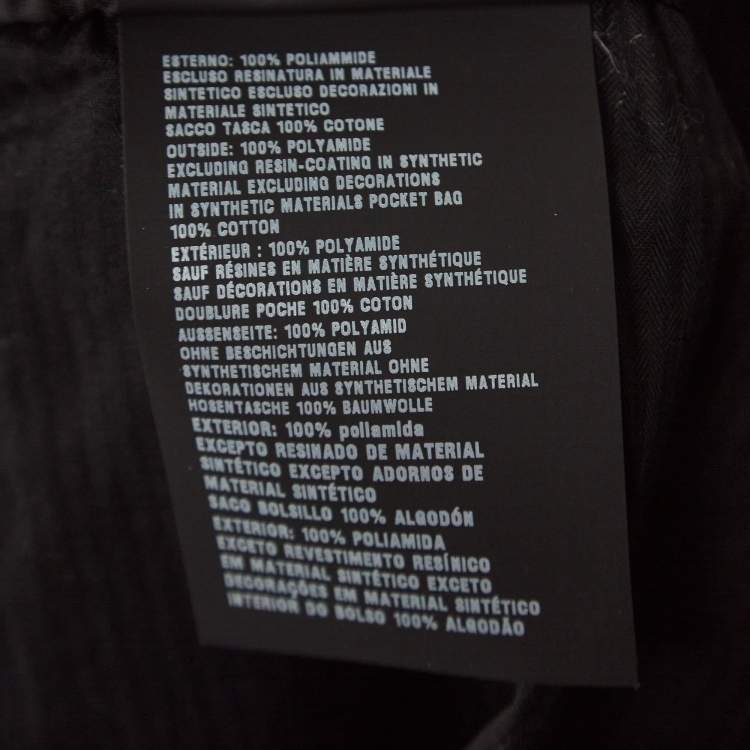 ESTERNO: 100% POLIAMMIDE
ESCLUSO RESINATURA IN MATERIALE
SINTETICO ESCLUSO DECORAZIONI IN
MATERIALE SINTETICO
SACCO TASCA 100% COTONE
OUTSIDE: 100% POLYAMIDE
EXCLUDING RESIN-COATING IN SYNTHETIC
MATERIAL EXCLUDING DECORATIONS
IN SYNTHETIC MATERIALS POCKET BAG
100% COTTON
EXTÉRIEUR : 100% POLYAMIDE
SAUF RÉSINES EN MATIÈRE SYNTHÉTIQUE
SAUF DÉCORATIONS EN MATIÈRE SYNTHÉTIQUE
DOUBLURE POCHE 100% COTON
AUSSENSEITE: 100% POLYAMID
OHNE BESCHICHTUNGEN AUS
SYNTHETISCHEM MATERIAL OHNE
DEKORATIONEN AUS SYNTHETISCHEM MATERIAL
HOSENTASCHE 100% BAUMWOLLE
EXTERIOR: 100% poliamida
EXCEPTO RESINADO DE MATERIAL
SINTÉTICO EXCEPTO ADORNOS DE
MATERIAL SINTÉTICO
SACO BOLSILLO 100% ALGODÓN
EXTERIOR: 100% POLIAMIDA
EXCETO REVESTIMENTO RESÍNICO
EM MATERIAL SINTÉTICO EXCETO
DECORAÇÕES EM MATERIAL SINTÉTICO
INTERIOR DO BOLSO 100% ALGODÃO